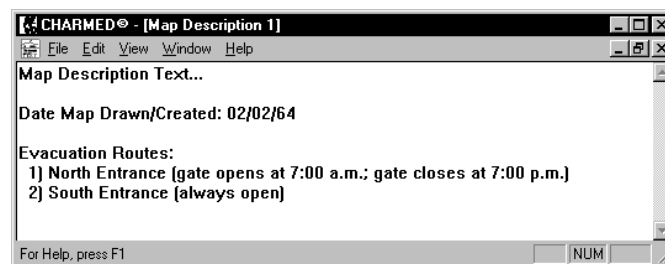 CHARMED© - [Map Description 1]
File Edit View Window Help
Map Description Text...
Date Map Drawn/Created: 02/02/64
Evacuation Routes:
1) North Entrance (gate opens at 7:00 a.m.; gate closes at 7:00 p.m.)
2) South Entrance (always open)
For Help, press F1 NUM